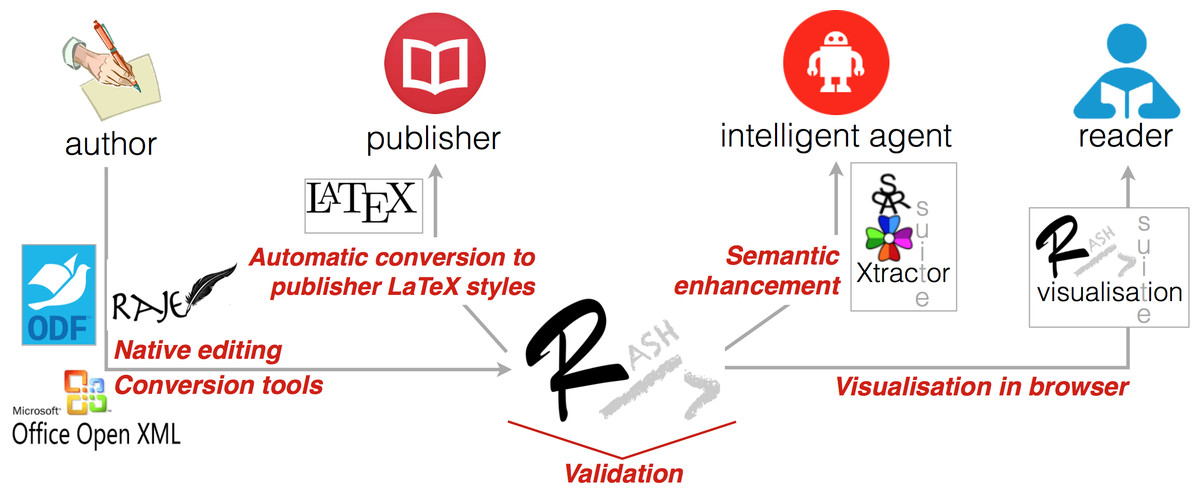 author
publisher
intelligent agent
reader
LATEX
Automatic conversion to
publisher LaTeX styles
Semantic
enhancement
SAR
suite
Xtractor
RASH
suite
visualisation
ODF
RAJE
Native editing
Conversion tools
Microsoft®
Office Open XML
RASH
Visualisation in browser
Validation